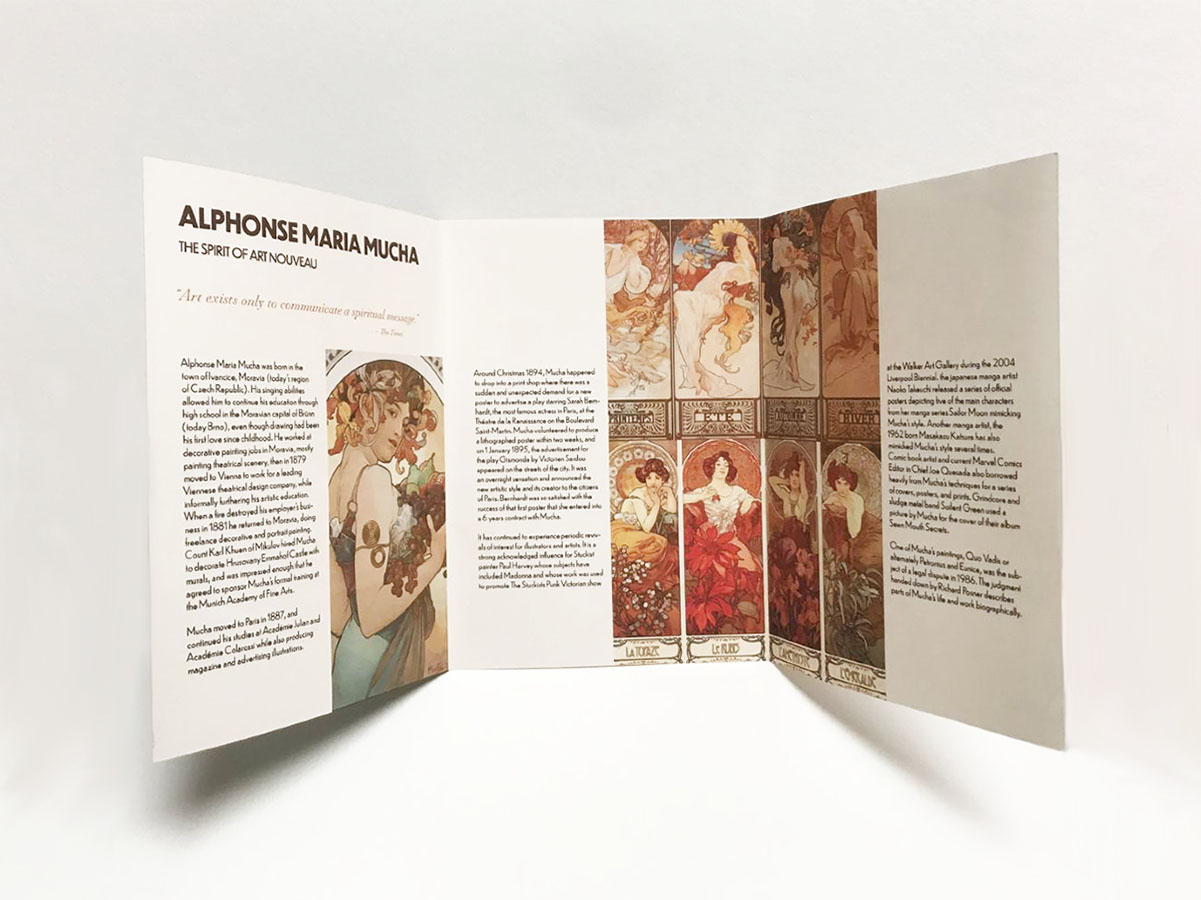 ALPHONSE MARIA MUCHA
THE SPIRIT OF ART NOUVEAU
"Art exists only to communicate a spiritual message."
– The Times
Alphonse Maria Mucha was born in the
town of Ivancice, Moravia (today's region
of Czech Republic). His singing abilities
allowed him to continue his education through
high school in the Moravian capital of Brünn
(today Brno), even though drawing had been
his first love since childhood. He worked at
decorative painting jobs in Moravia, mostly
painting theatrical scenery, then in 1879
moved to Vienna to work for a leading
Viennese theatrical design company, while
informally furthering his artistic education.
When a fire destroyed his employer's busi-
ness in 1881 he returned to Moravia, doing
freelance decorative and portrait painting.
Count Karl Khuen of Mikulov hired Mucha
to decorate Hrusovany Emmahof Castle with
murals, and was impressed enough that he
agreed to sponsor Mucha's formal training at
the Munich Academy of Fine Arts.
Mucha moved to Paris in 1887, and
continued his studies at Académie Julian and
Académie Colarossi while also producing
magazine and advertising illustrations.
Around Christmas 1894, Mucha happened
to drop into a print shop where there was a
sudden and unexpected demand for a new
poster to advertise a play starring Sarah Bern-
hardt, the most famous actress in Paris, at the
Théatre de la Renaissance on the Boulevard
Saint-Martin. Mucha volunteered to produce
a lithographed poster within two weeks, and
on 1 January 1895, the advertisement for
the play Gismonda by Victorien Sardou
appeared on the streets of the city. It was
an overnight sensation and announced the
new artistic style and its creator to the citizens
of Paris. Bernhardt was so satisfied with the
success of that first poster that she entered into
a 6 years contract with Mucha.
It has continued to experience periodic reviv-
als of interest for illustrators and artists. It is a
strong acknowledged influence for Stuckist
painter Paul Harvey whose subjects have
included Madonna and whose work was used
to promote The Stuckists Punk Victorian show
PRINTEMPS
ÉTÉ
AUTOMNE
HIVER
LA TOPAZE
LE RUBIS
L'AMÉTHYSTE
L'ÉMERAUDE
at the Walker Art Gallery during the 2004
Liverpool Biennial. the japanese manga artist
Naoko Takeuchi released a series of official
posters depicting five of the main characters
from her manga series Sailor Moon mimicking
Mucha's style. Another manga artist, the
1962 born Masakazu Katsura has also
mimicked Mucha's style several times.
Comic book artist and current Marvel Comics
Editor in Chief Joe Quesada also borrowed
heavily from Mucha's techniques for a series
of covers, posters, and prints. Grindcore and
sludge metal band Soilent Green used a
picture by Mucha for the cover of their album
Sewn Mouth Secrets.
One of Mucha's paintings, Quo Vadis or
alternately Petronius and Eunice, was the sub-
ject of a legal dispute in 1986. The judgment
handed down by Richard Posner describes
parts of Mucha's life and work biographically.